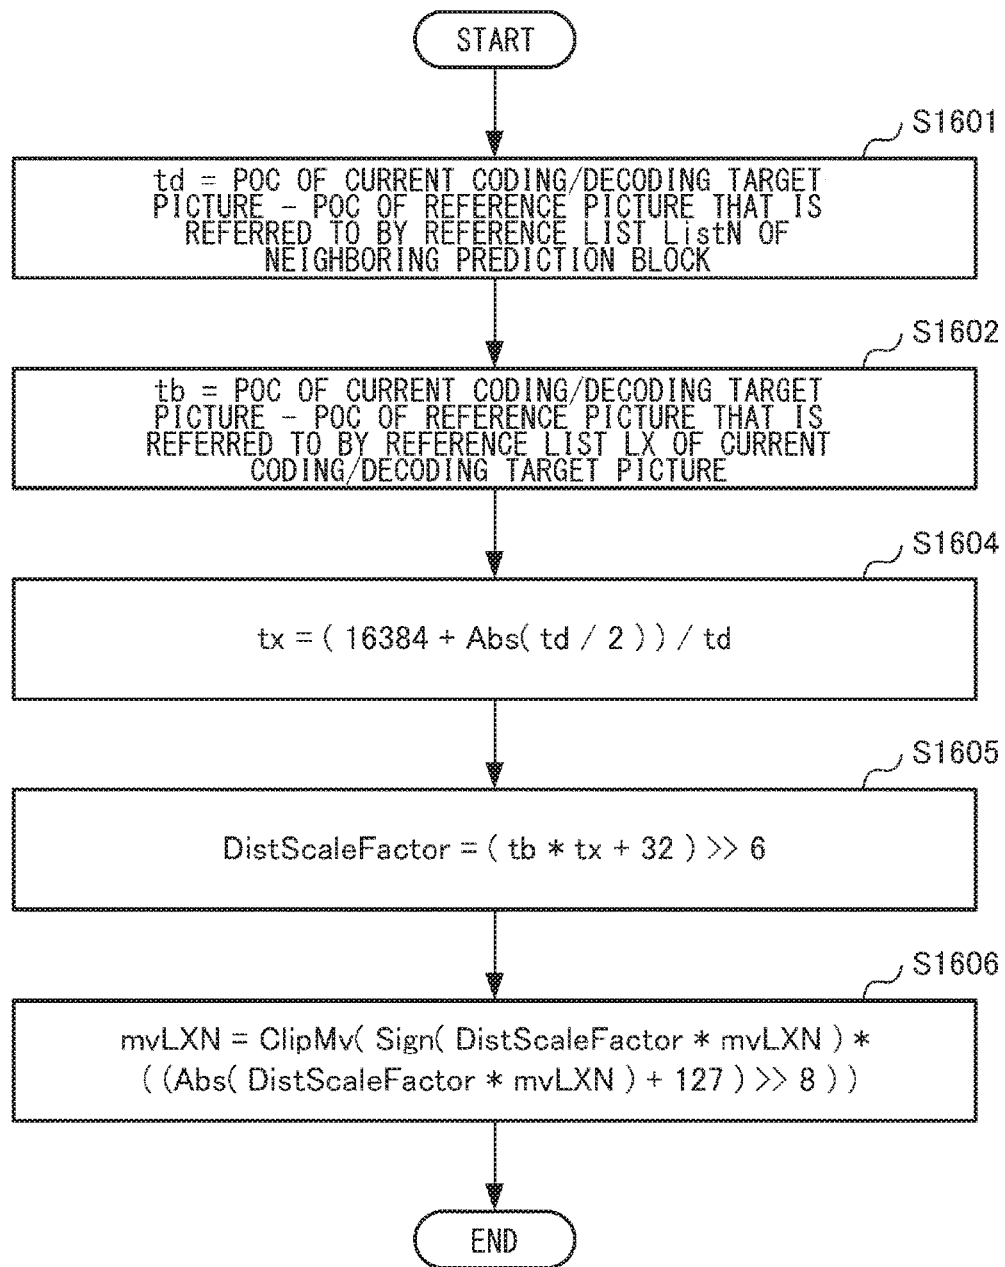 START
S1601
td = POC OF CURRENT CODING/DECODING TARGET
PICTURE - POC OF REFERENCE PICTURE THAT IS
REFERRED TO BY REFERENCE LIST ListN OF
NEIGHBORING PREDICTION BLOCK
S1602
tb = POC OF CURRENT CODING/DECODING TARGET
PICTURE - POC OF REFERENCE PICTURE THAT IS
REFERRED TO BY REFERENCE LIST LX OF CURRENT
CODING/DECODING TARGET PICTURE
S1604
tx = ( 16384 + Abs( td / 2 ) ) / td
S1605
DistScaleFactor = ( tb * tx + 32 ) >> 6
S1606
mvLXN = ClipMv( Sign( DistScaleFactor * mvLXN ) *
( (Abs( DistScaleFactor * mvLXN ) + 127 ) >> 8 ) )
END